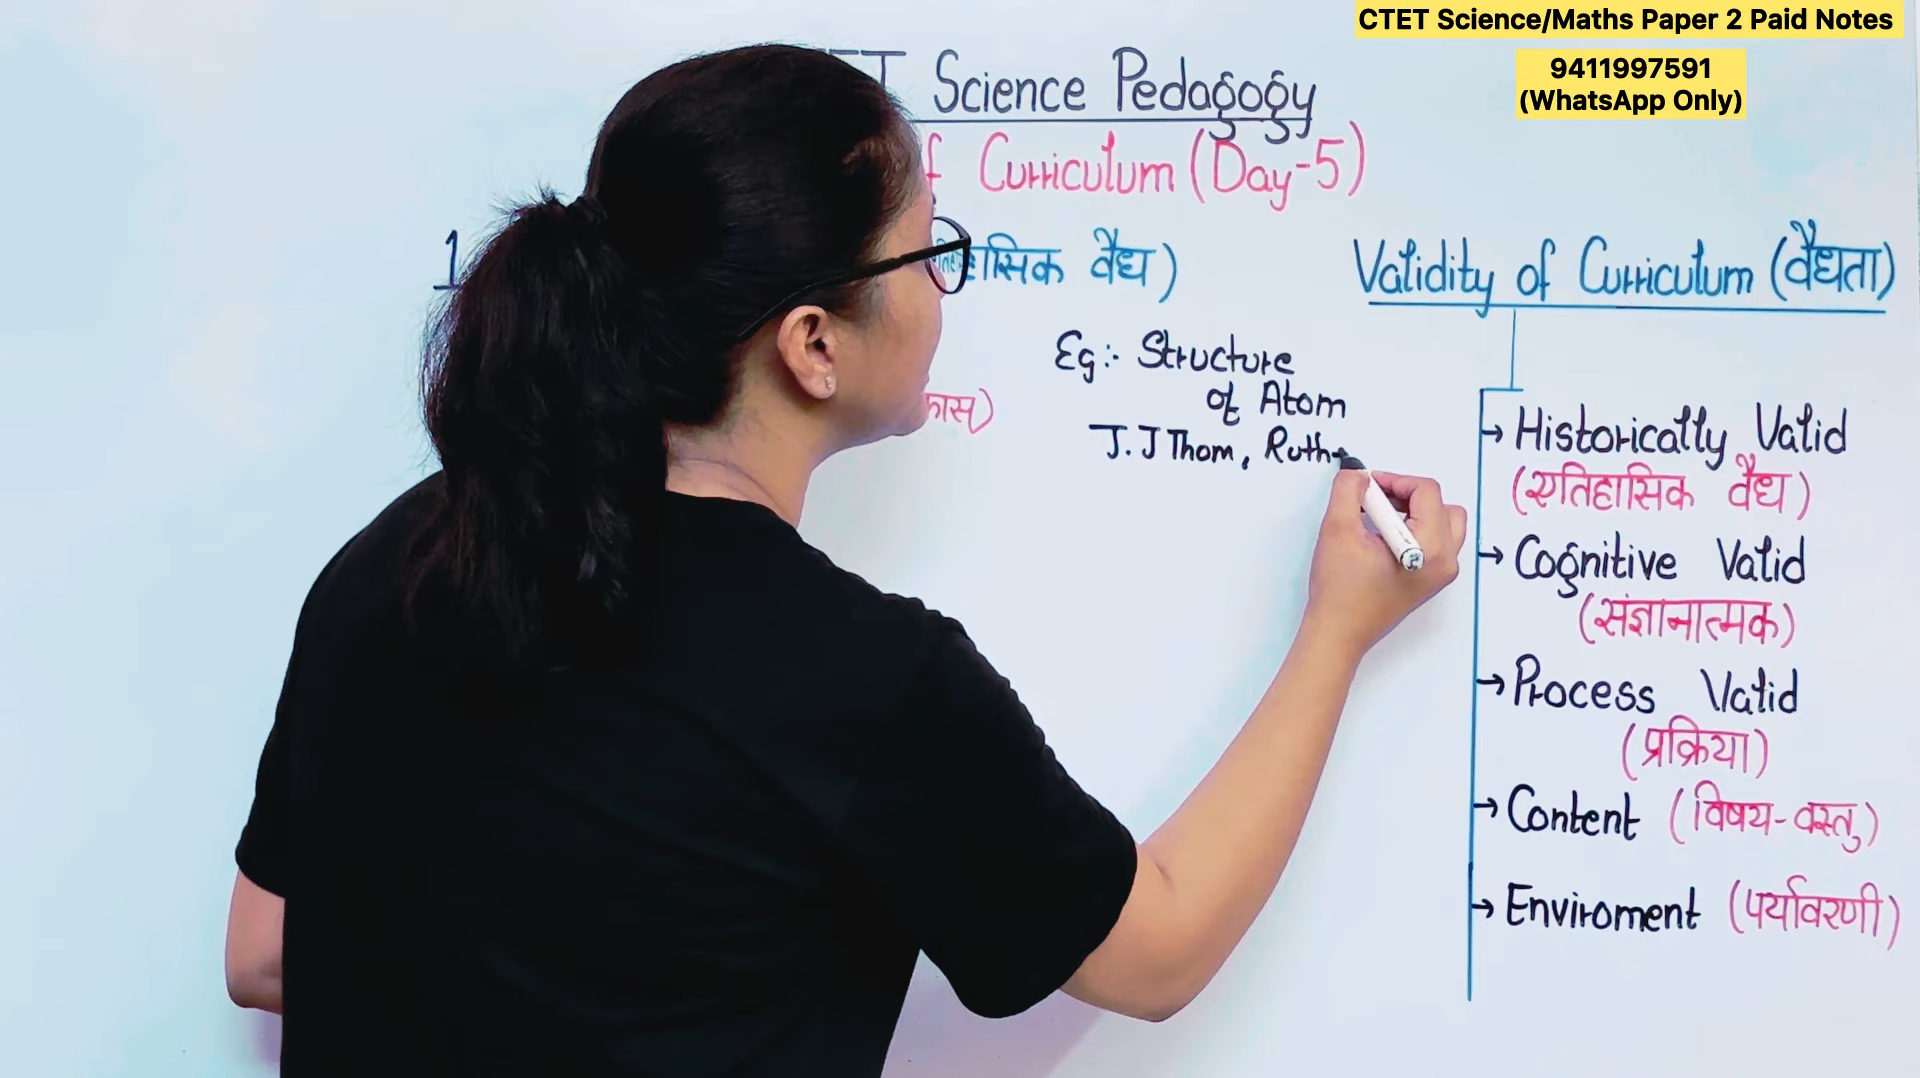 CTET Science/Maths Paper 2 Paid Notes
9411997591
(WhatsApp Only)
Science Pedagogy
Curriculum (Day-5)
1
वैध)
Eg:- Structure
of Atom
J.J Thom, Ruth
Validity of Curriculum (वैधता)
→ Historically Valid
(एतिहासिक वैध)
→ Cognitive Valid
(संज्ञानात्मक)
→ Process Valid
(प्रक्रिया)
→ Content (विषय-वस्तु)
→ Enviroment (पर्यावरणी)